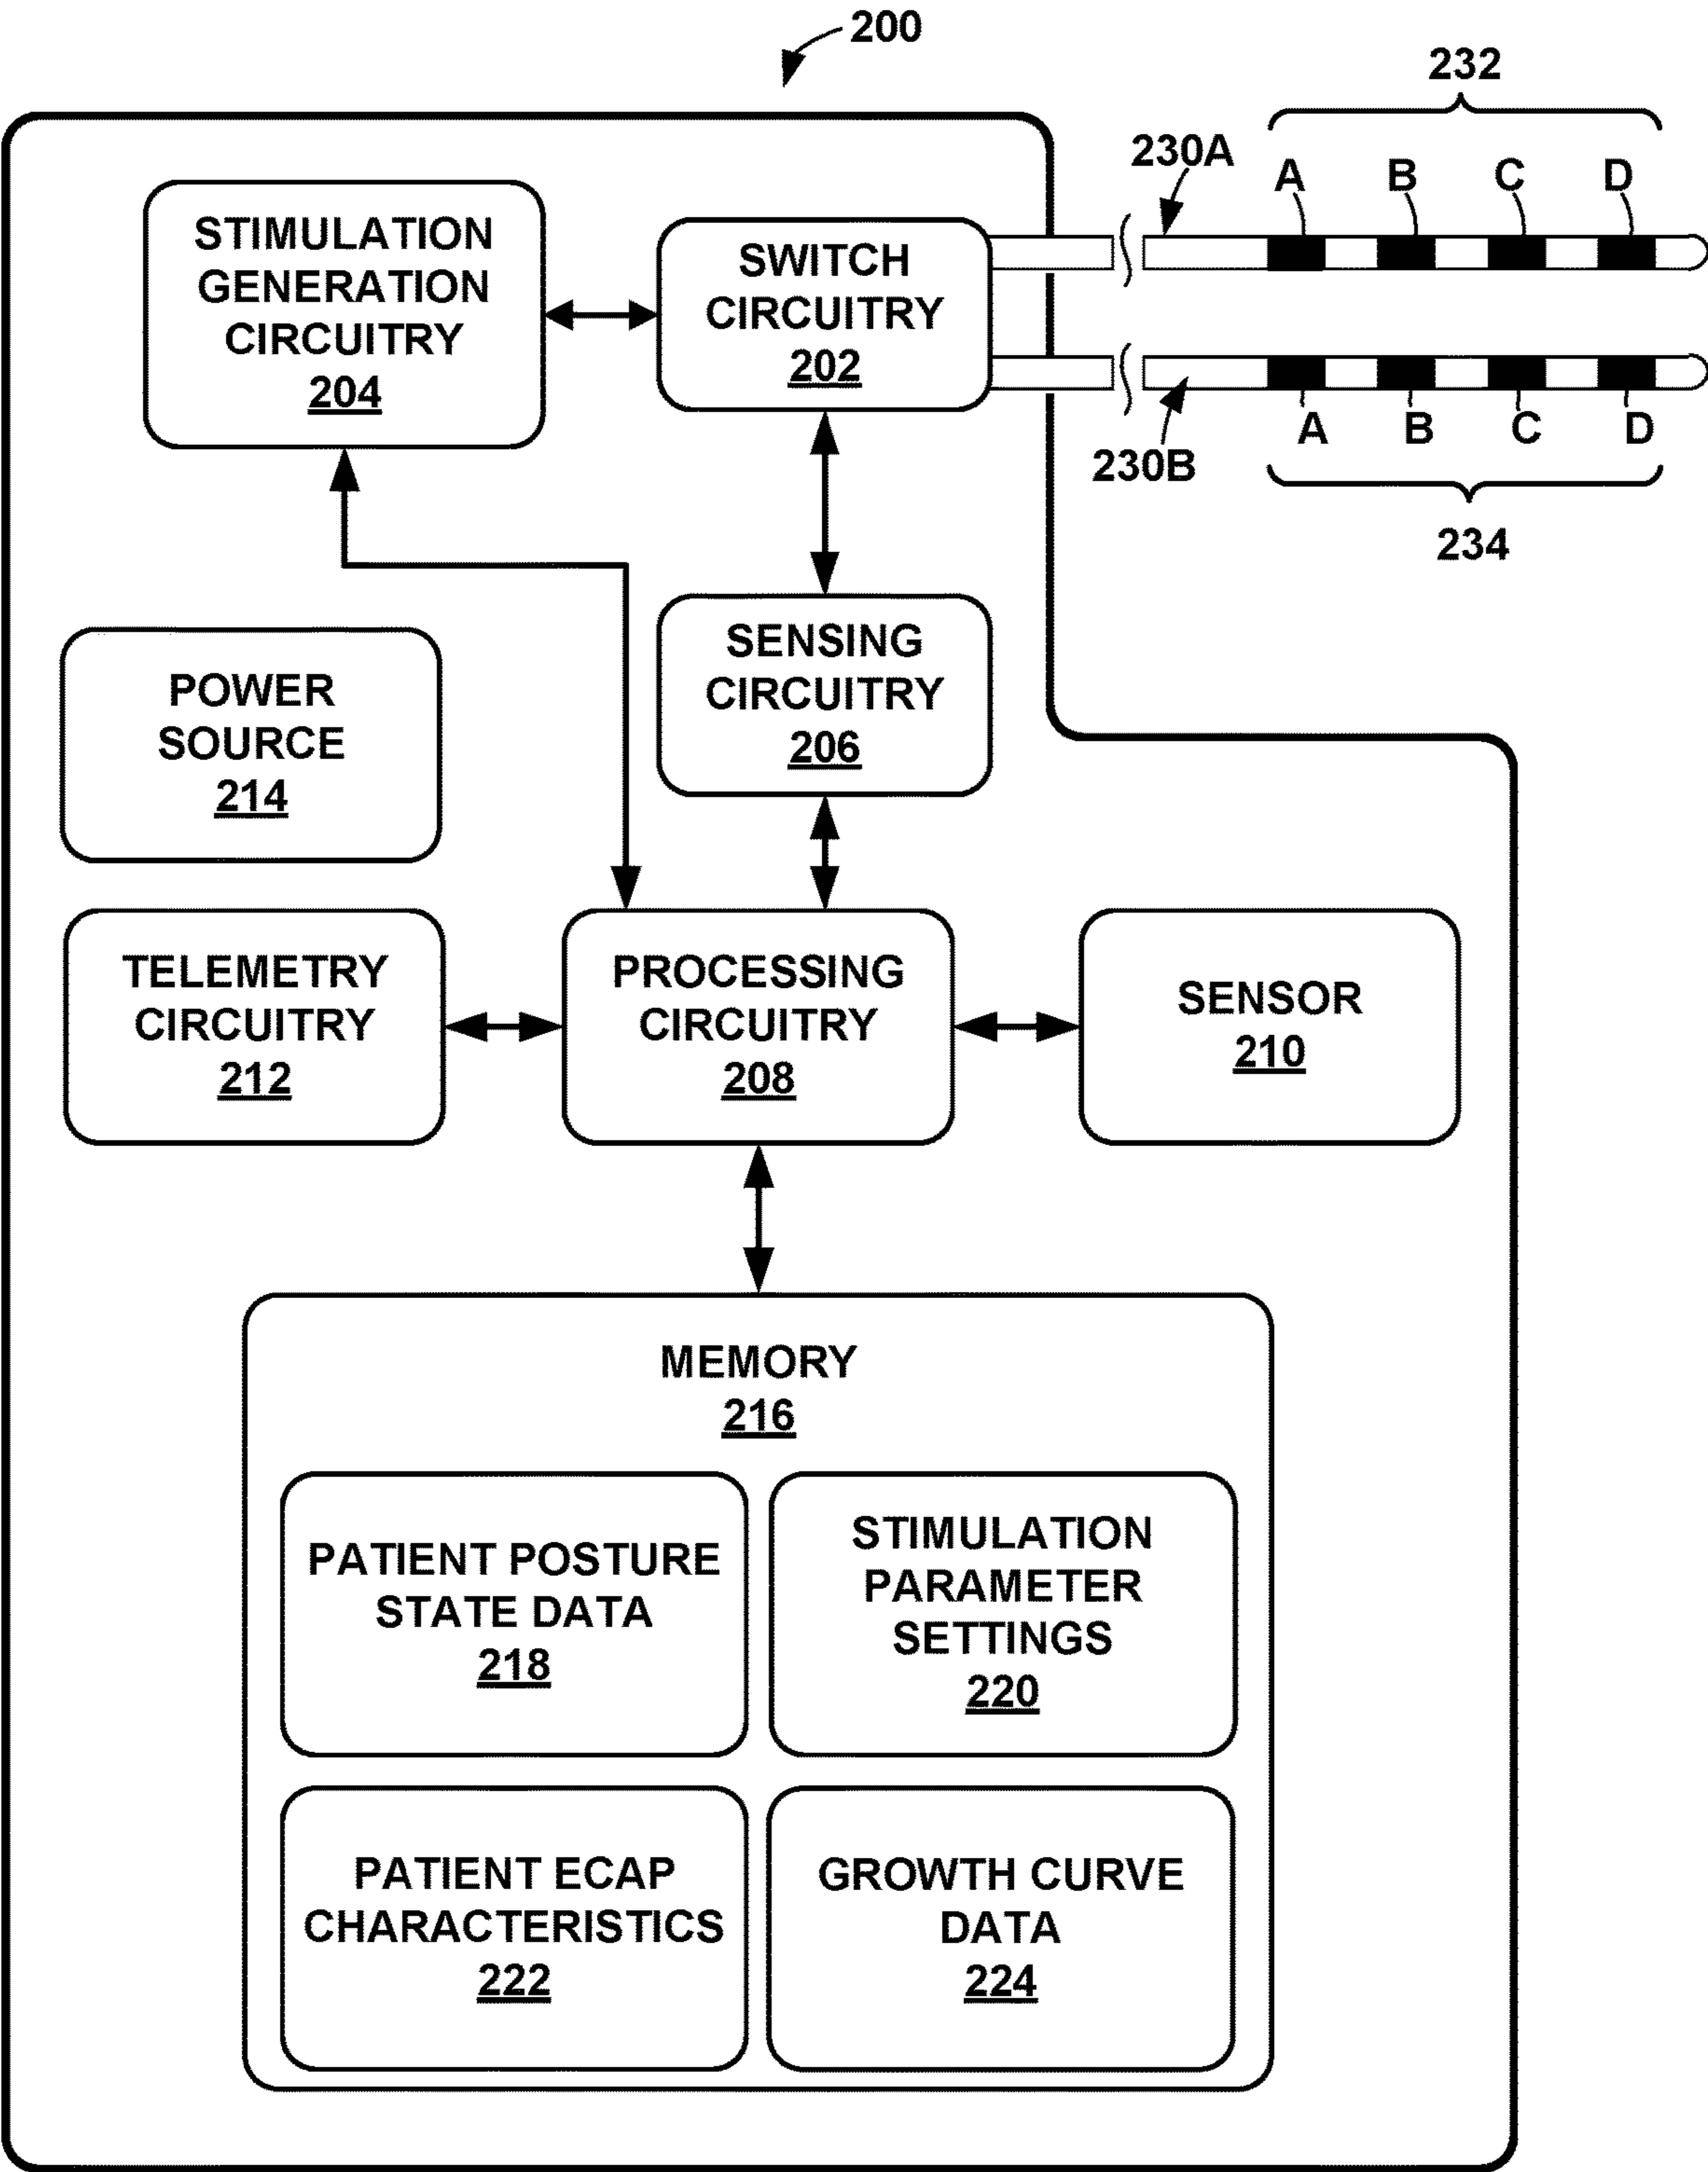 200
232
230A
A B C D
STIMULATION
GENERATION
CIRCUITRY
204
SWITCH
CIRCUITRY
202
A B C D
230B
234
SENSING
CIRCUITRY
206
POWER
SOURCE
214
TELEMETRY
CIRCUITRY
212
PROCESSING
CIRCUITRY
208
SENSOR
210
MEMORY
216
PATIENT POSTURE
STATE DATA
218
STIMULATION
PARAMETER
SETTINGS
220
PATIENT ECAP
CHARACTERISTICS
222
GROWTH CURVE
DATA
224